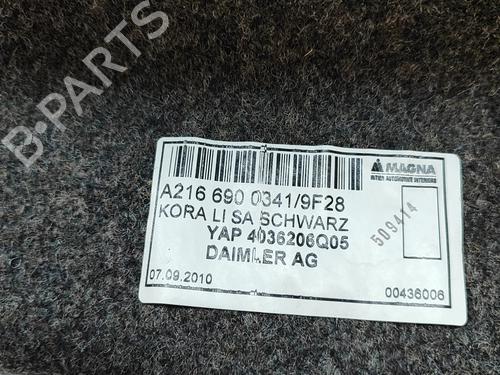 B-PARTS
MAGNA
INTIER AUTOMOTIVE INTERIORS
A216 690 0341/9F28
KORA LI SA SCHWARZ
YAP 4036206Q05
DAIMLER AG
509414
07.09.2010
00436006